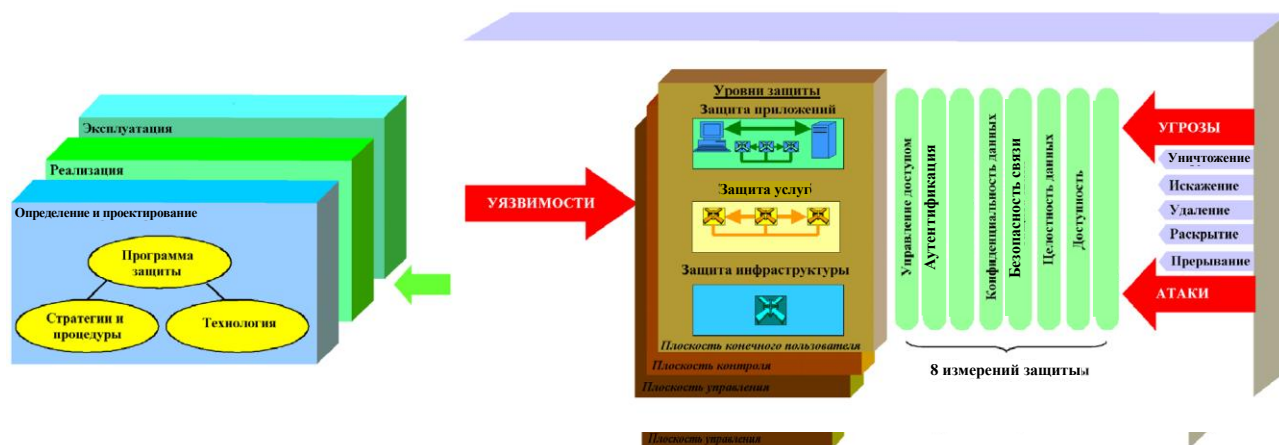 Эксплуатация
Реализация
Определение и проектирование
Программа
защиты
Стратегии и
процедуры
Технология
УЯЗВИМОСТИ
Уровни защиты
Защита приложений
Защита услуг
Защита инфраструктуры
Плоскость конечного пользователя
Плоскость контроля
Плоскость управления
Управление доступом
Аутентификация
Конфиденциальность данных
Безопасность связи
Целостность данных
Доступность
8 измерений защиты
УГРОЗЫ
Уничтожение
Искажение
Удаление
Раскрытие
Прерывание
АТАКИ
Плоскость управления